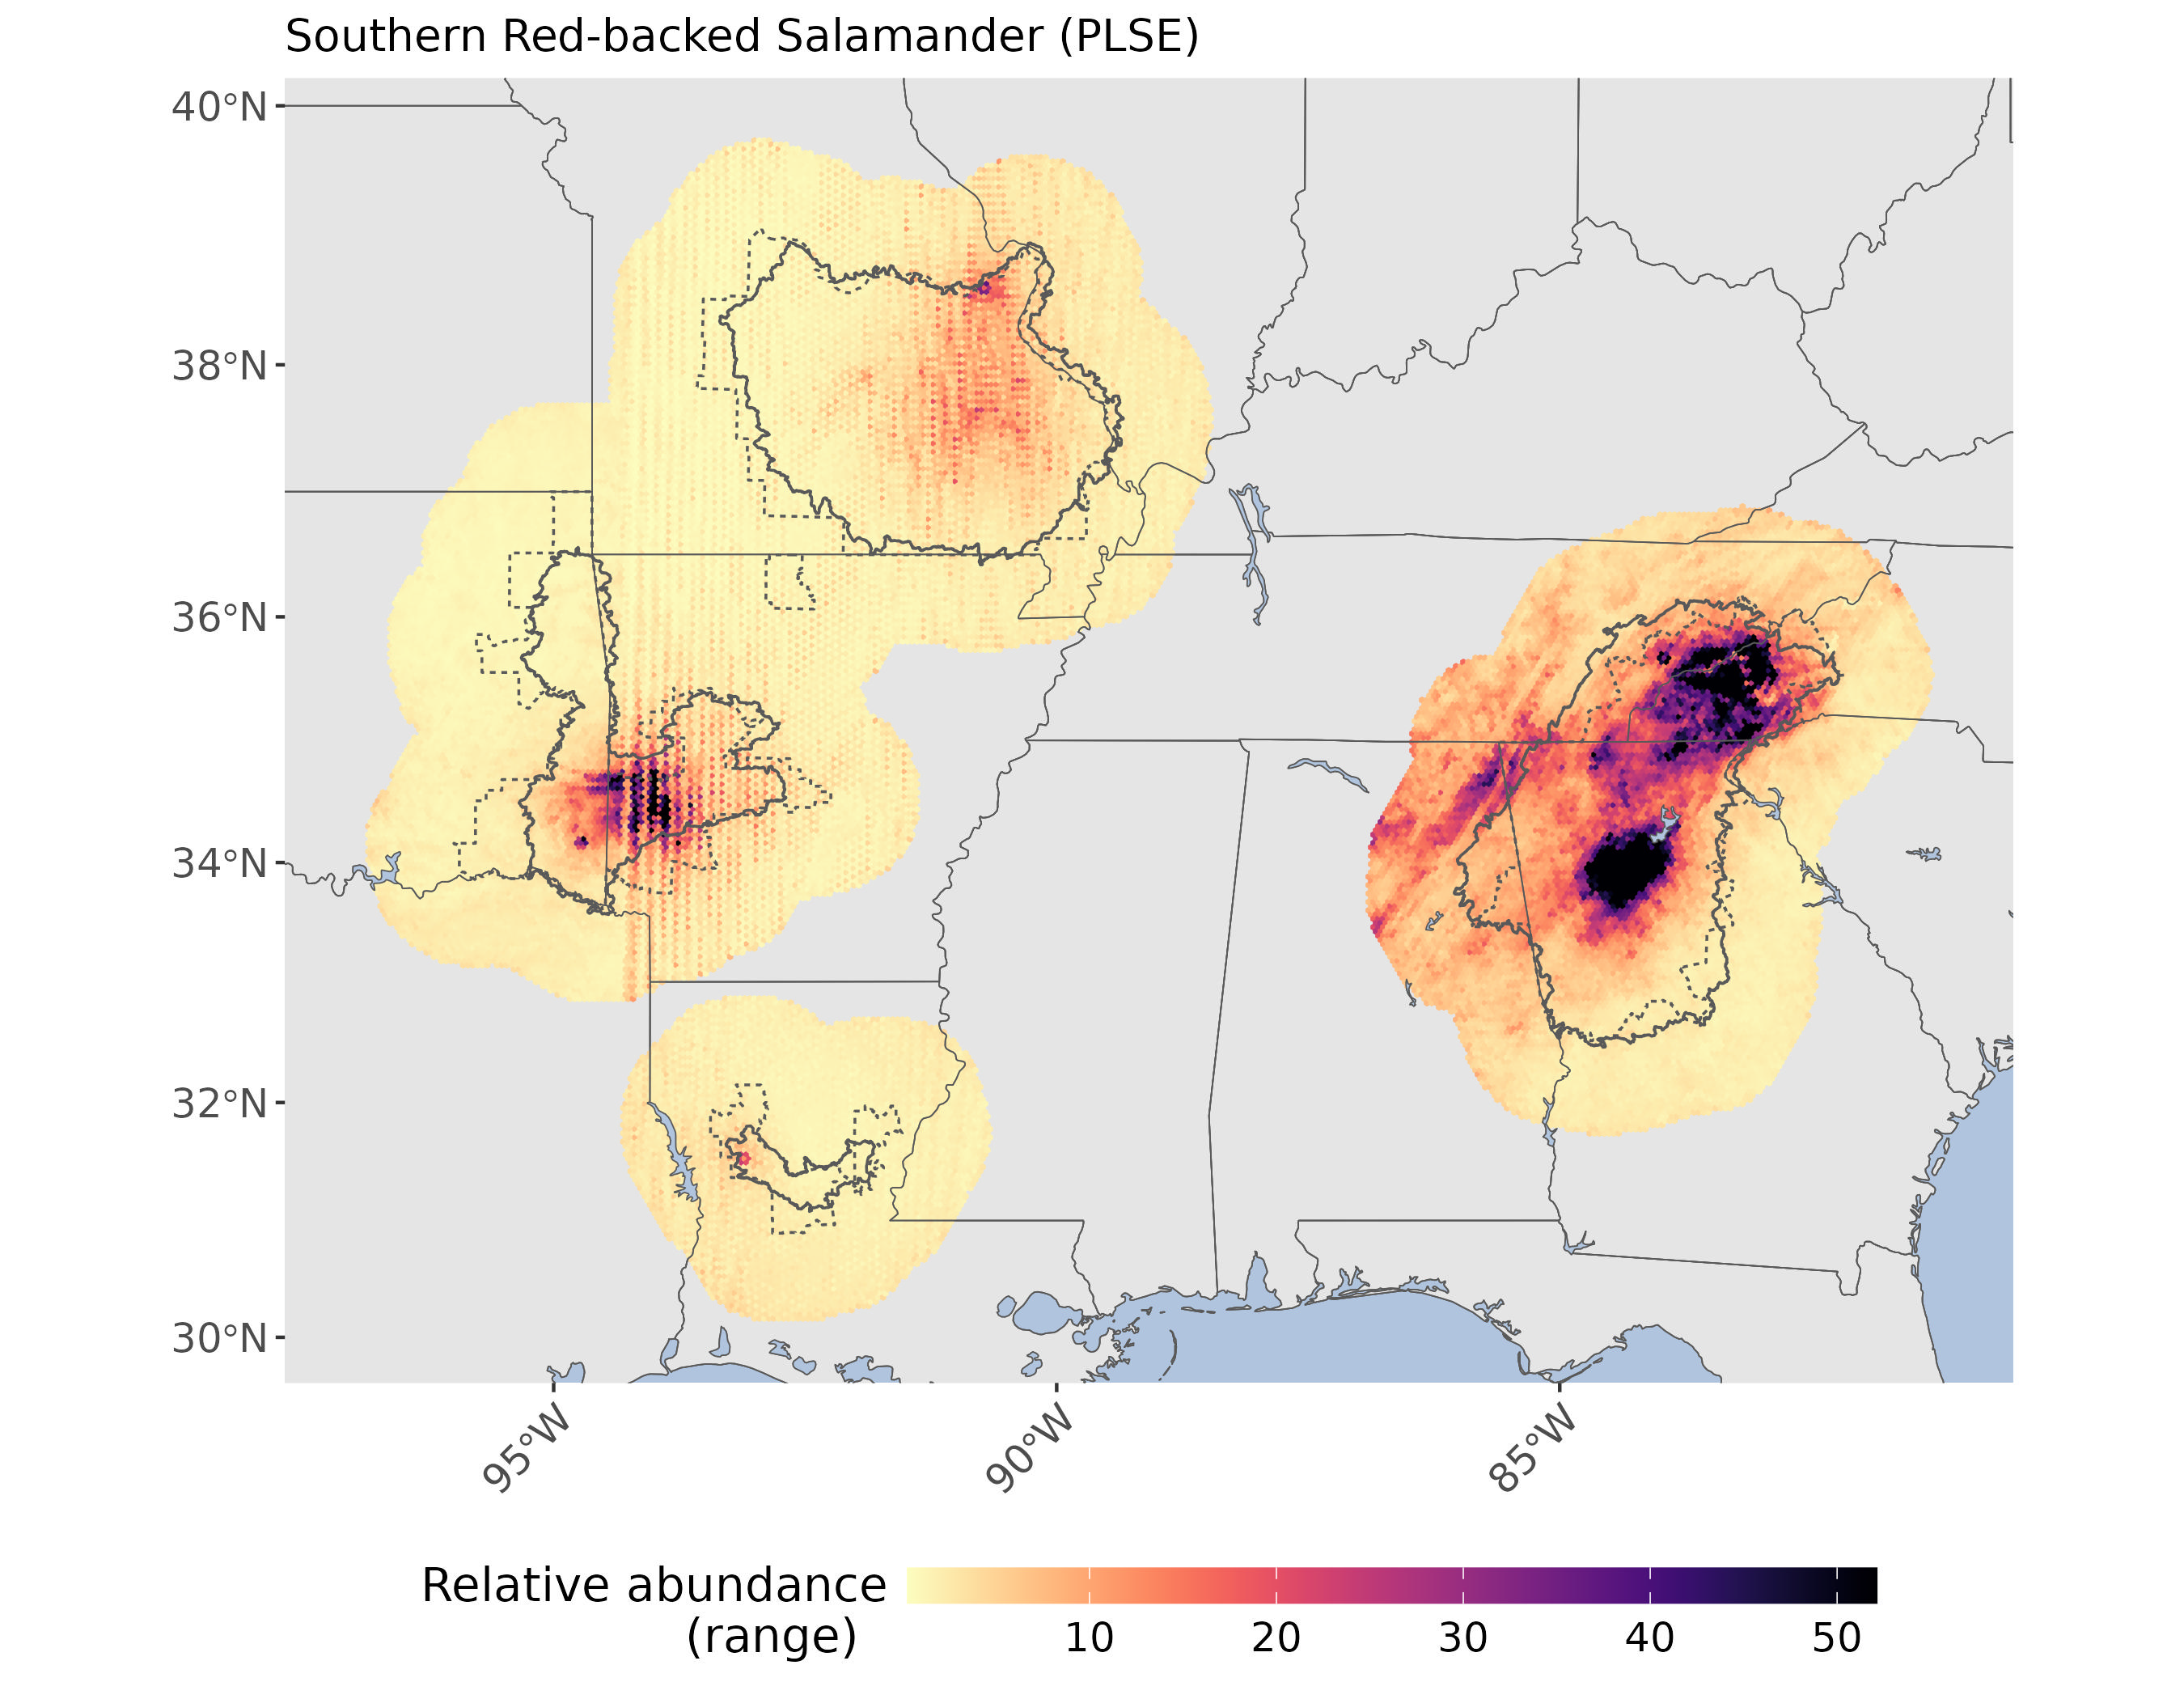 Southern Red-backed Salamander (PLSE)
40°N
38°N
36°N
34°N
32°N
30°N
95°W 90°W 85°W
Relative abundance
(range)
10 20 30 40 50